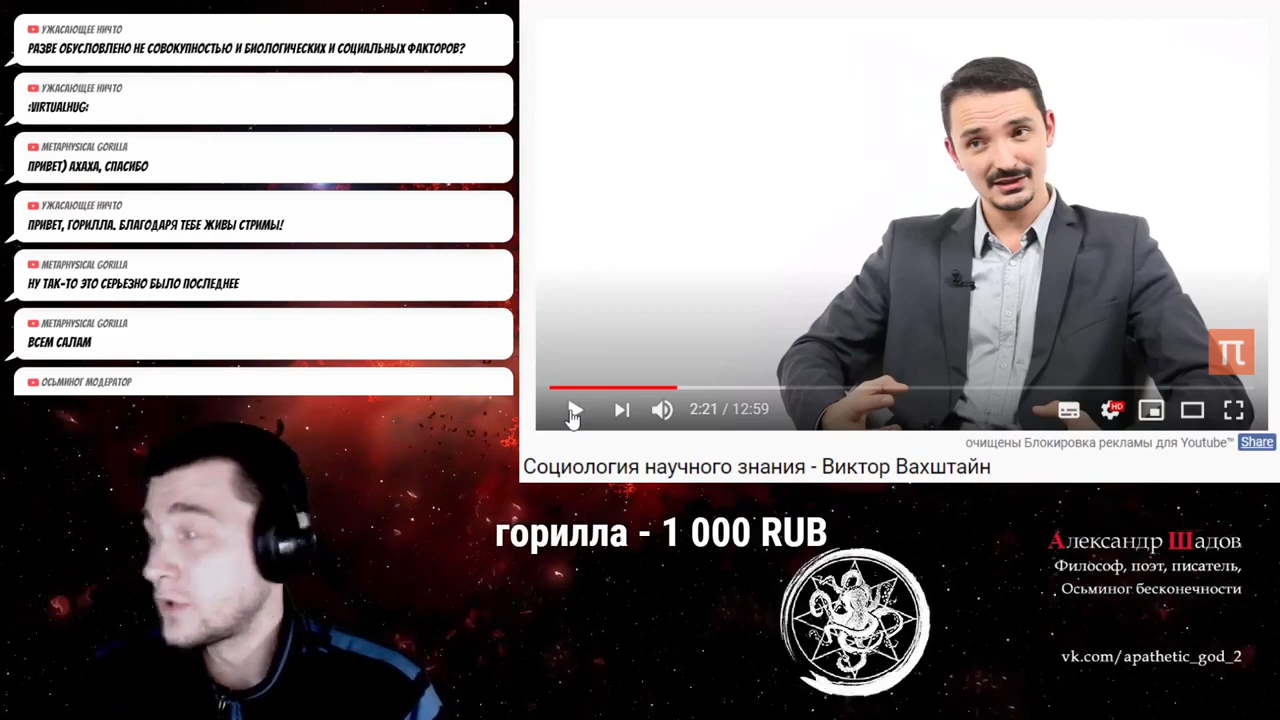 УЖАСАЮЩЕЕ НИЧТО
РАЗВЕ ОБУСЛОВЛЕНО НЕ СОВОКУПНОСТЬЮ И БИОЛОГИЧЕСКИХ И СОЦИАЛЬНЫХ ФАКТОРОВ?
УЖАСАЮЩЕЕ НИЧТО
:VIRTUALHUG:
METAPHYSICAL GORILLA
ПРИВЕТ) АХАХА, СПАСИБО
УЖАСАЮЩЕЕ НИЧТО
ПРИВЕТ, ГОРИЛЛА. БЛАГОДАРЯ ТЕБЕ ЖИВЫ СТРИМЫ!
METAPHYSICAL GORILLA
НУ ТАК-ТО ЭТО СЕРЬЕЗНО БЫЛО ПОСЛЕДНЕЕ
METAPHYSICAL GORILLA
ВСЕМ САЛАМ
ОСЬМИНОГ МОДЕРАТОР
π
2:21 / 12:59
HD
очищены Блокировка рекламы для Youtube™ Share
Социология научного знания - Виктор Вахштайн
горилла - 1 000 RUB
Александр Шадов
Философ, поэт, писатель,
Осьминог бесконечности
vk.com/apathetic_god_2